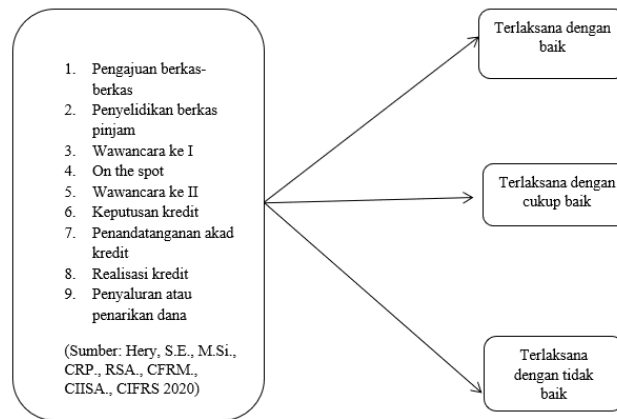 1. Pengajuan berkas-
berkas
2. Penyelidikan berkas
pinjam
3. Wawancara ke I
4. On the spot
5. Wawancara ke II
6. Keputusan kredit
7. Penandatanganan akad
kredit
8. Realisasi kredit
9. Penyaluran atau
penarikan dana
(Sumber: Hery, S.E., M.Si.,
CRP., RSA., CFRM.,
CIISA., CIFRS 2020)
Terlaksana dengan
baik
Terlaksana dengan
cukup baik
Terlaksana
dengan tidak
baik